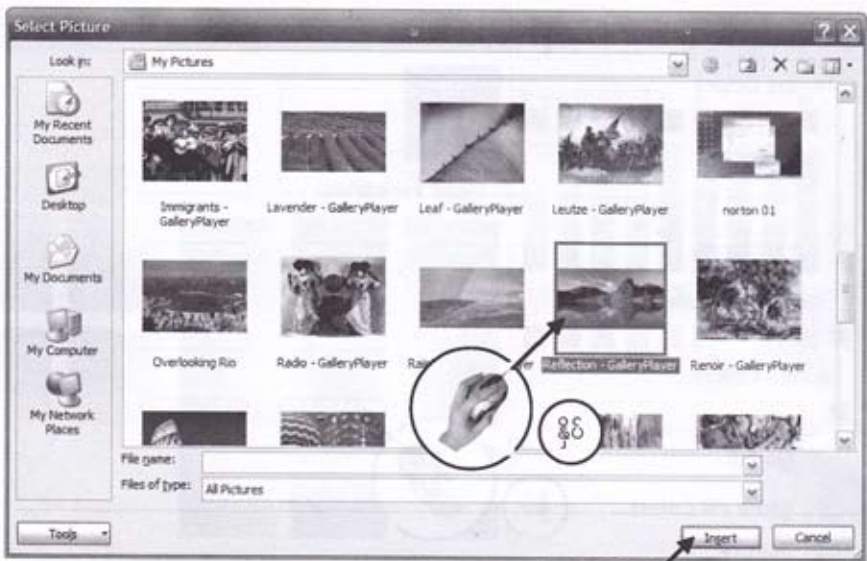 Select Picture
Look in:
My Pictures
My Recent Documents
Desktop
My Documents
My Computer
My Network Places
Immigrants - GalleryPlayer
Lavender - GalleryPlayer
Leaf - GalleryPlayer
Leutze - GalleryPlayer
norton 01
Overlooking Rio
Radio - GalleryPlayer
Reflection - GalleryPlayer
Renoir - GalleryPlayer
File name:
Files of type:
All Pictures
Tools
Insert
Cancel